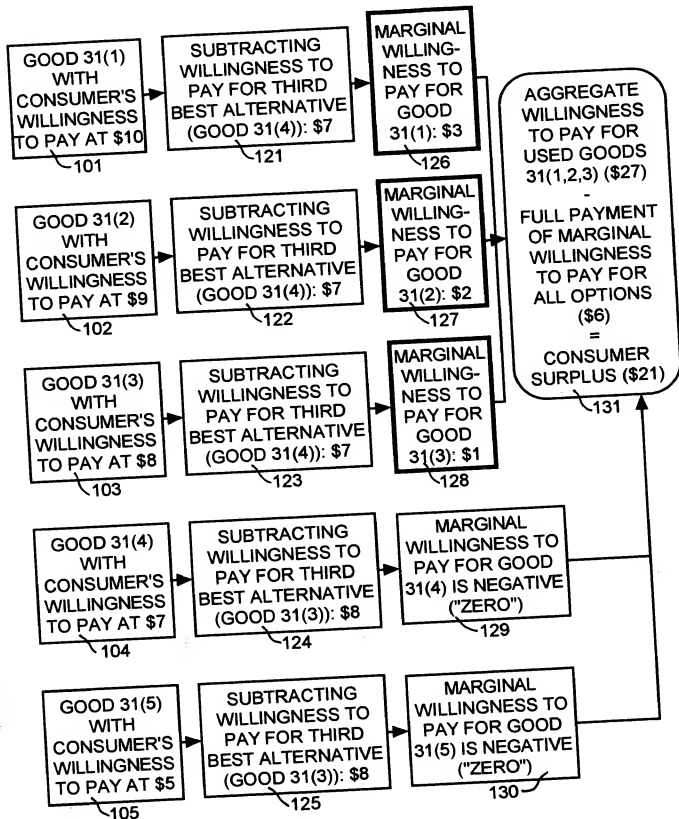 GOOD 31(1)
WITH
CONSUMER'S
WILLINGNESS
TO PAY AT $10
101
SUBTRACTING
WILLINGNESS TO
PAY FOR THIRD
BEST ALTERNATIVE
(GOOD 31(4)): $7
121
MARGINAL
WILLING-
NESS TO
PAY FOR
GOOD
31(1): $3
126
GOOD 31(2)
WITH
CONSUMER'S
WILLINGNESS
TO PAY AT $9
102
SUBTRACTING
WILLINGNESS TO
PAY FOR THIRD
BEST ALTERNATIVE
(GOOD 31(4)): $7
122
MARGINAL
WILLING-
NESS TO
PAY FOR
GOOD
31(2): $2
127
GOOD 31(3)
WITH
CONSUMER'S
WILLINGNESS
TO PAY AT $8
103
SUBTRACTING
WILLINGNESS TO
PAY FOR THIRD
BEST ALTERNATIVE
(GOOD 31(4)): $7
123
MARGINAL
WILLING-
NESS TO
PAY FOR
GOOD
31(3): $1
128
AGGREGATE
WILLINGNESS
TO PAY FOR
USED GOODS
31(1,2,3) ($27)
-
FULL PAYMENT
OF MARGINAL
WILLINGNESS
TO PAY FOR
ALL OPTIONS
($6)
=
CONSUMER
SURPLUS ($21)
131
GOOD 31(4)
WITH
CONSUMER'S
WILLINGNESS
TO PAY AT $7
104
SUBTRACTING
WILLINGNESS TO
PAY FOR THIRD
BEST ALTERNATIVE
(GOOD 31(3)): $8
124
MARGINAL
WILLINGNESS TO
PAY FOR GOOD
31(4) IS NEGATIVE
("ZERO")
129
GOOD 31(5)
WITH
CONSUMER'S
WILLINGNESS
TO PAY AT $5
105
SUBTRACTING
WILLINGNESS TO
PAY FOR THIRD
BEST ALTERNATIVE
(GOOD 31(3)): $8
125
MARGINAL
WILLINGNESS TO
PAY FOR GOOD
31(5) IS NEGATIVE
("ZERO")
130